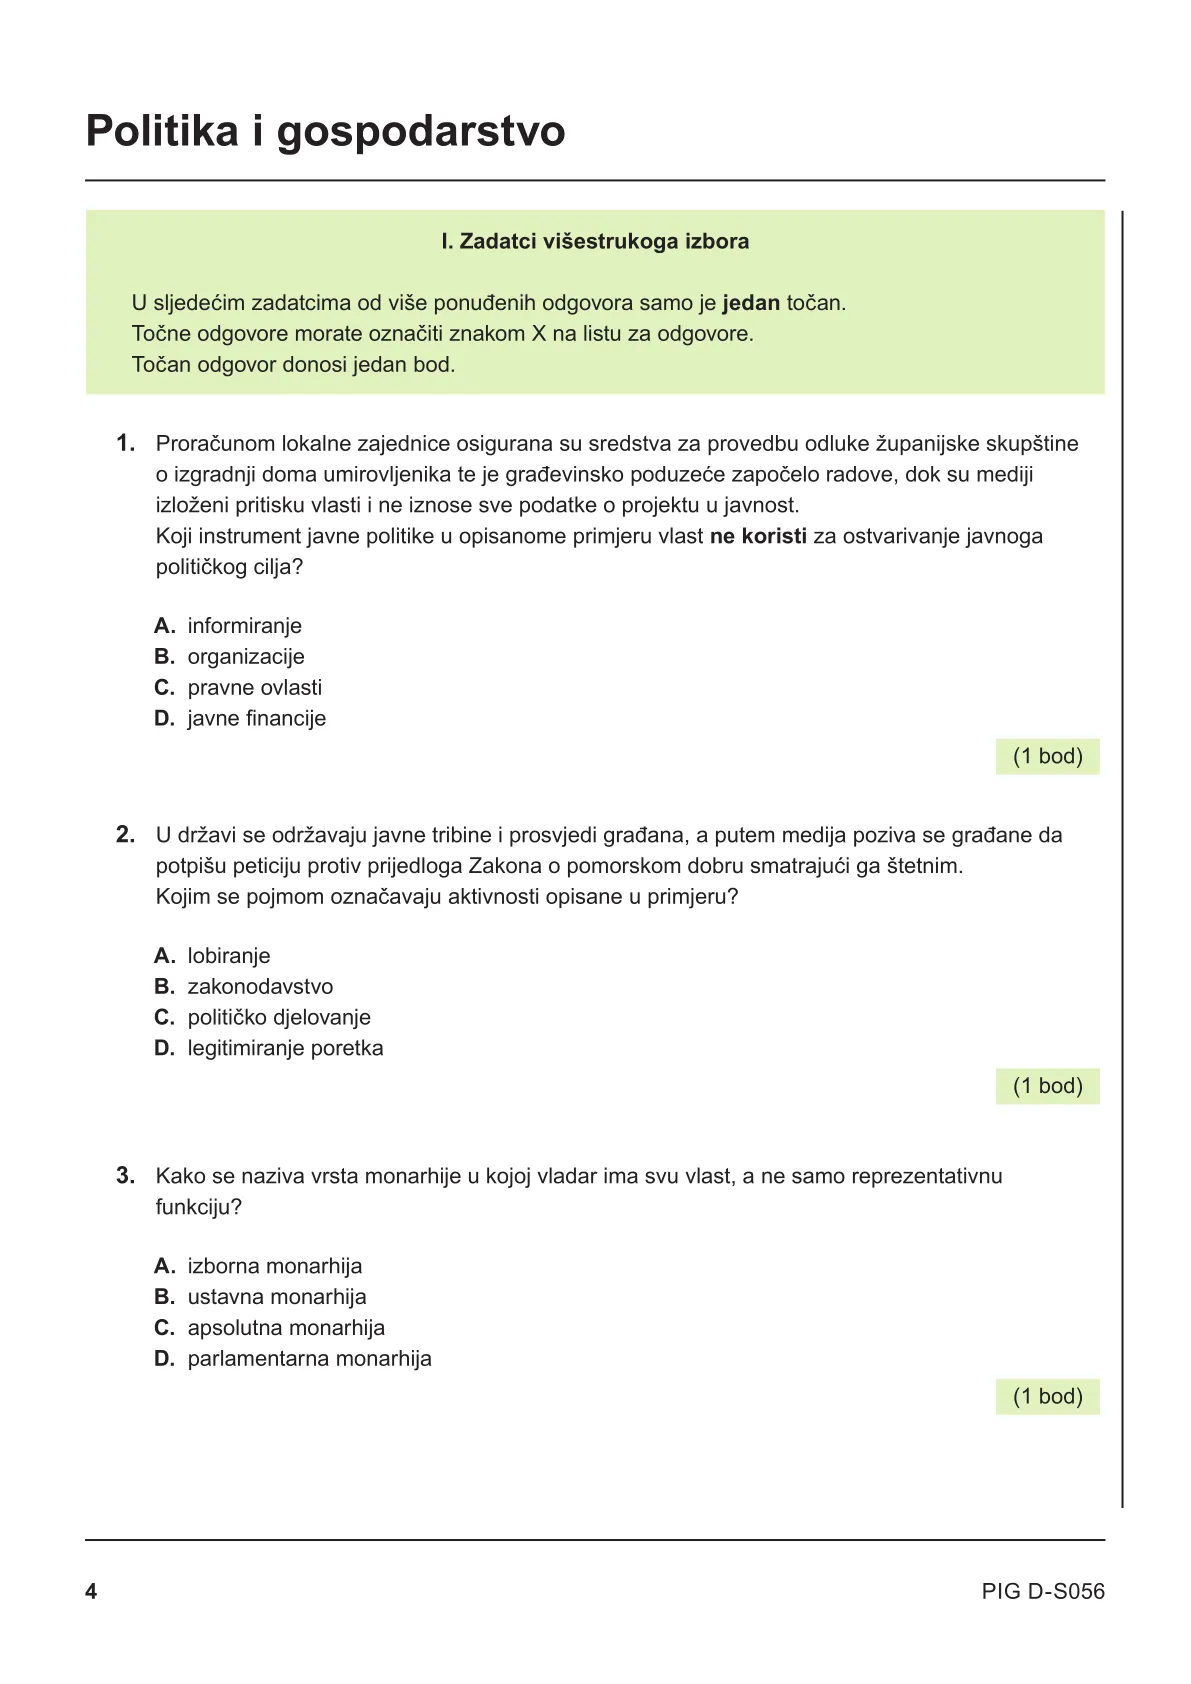 Politika i gospodarstvo
I. Zadatci višestrukoga izbora
U sljedećim zadatcima od više ponuđenih odgovora samo je jedan točan.
Točne odgovore morate označiti znakom X na listu za odgovore.
Točan odgovor donosi jedan bod.
1. Proračunom lokalne zajednice osigurana su sredstva za provedbu odluke županijske skupštine
o izgradnji doma umirovljenika te je građevinsko poduzeće započelo radove, dok su mediji
izloženi pritisku vlasti i ne iznose sve podatke o projektu u javnost.
Koji instrument javne politike u opisanome primjeru vlast ne koristi za ostvarivanje javnoga
političkog cilja?
A. informiranje
B. organizacije
C. pravne ovlasti
D. javne financije
(1 bod)
2. U državi se održavaju javne tribine i prosvjedi građana, a putem medija poziva se građane da
potpišu peticiju protiv prijedloga Zakona o pomorskom dobru smatrajući ga štetnim.
Kojim se pojmom označavaju aktivnosti opisane u primjeru?
A. lobiranje
B. zakonodavstvo
C. političko djelovanje
D. legitimiranje poretka
(1 bod)
3. Kako se naziva vrsta monarhije u kojoj vladar ima svu vlast, a ne samo reprezentativnu
funkciju?
A. izborna monarhija
B. ustavna monarhija
C. apsolutna monarhija
D. parlamentarna monarhija
(1 bod)
4
PIG D-S056